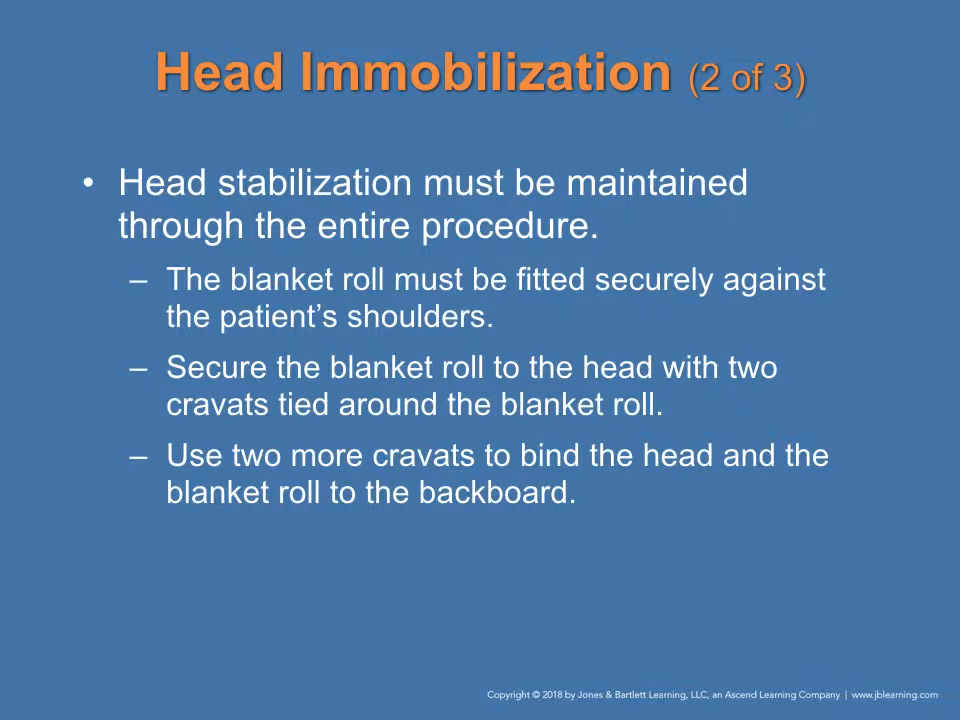 Head Immobilization (2 of 3)
• Head stabilization must be maintained
through the entire procedure.
– The blanket roll must be fitted securely against
the patient’s shoulders.
– Secure the blanket roll to the head with two
cravats tied around the blanket roll.
– Use two more cravats to bind the head and the
blanket roll to the backboard.
Copyright © 2018 by Jones & Bartlett Learning, LLC, an Ascend Learning Company | www.jblearning.com